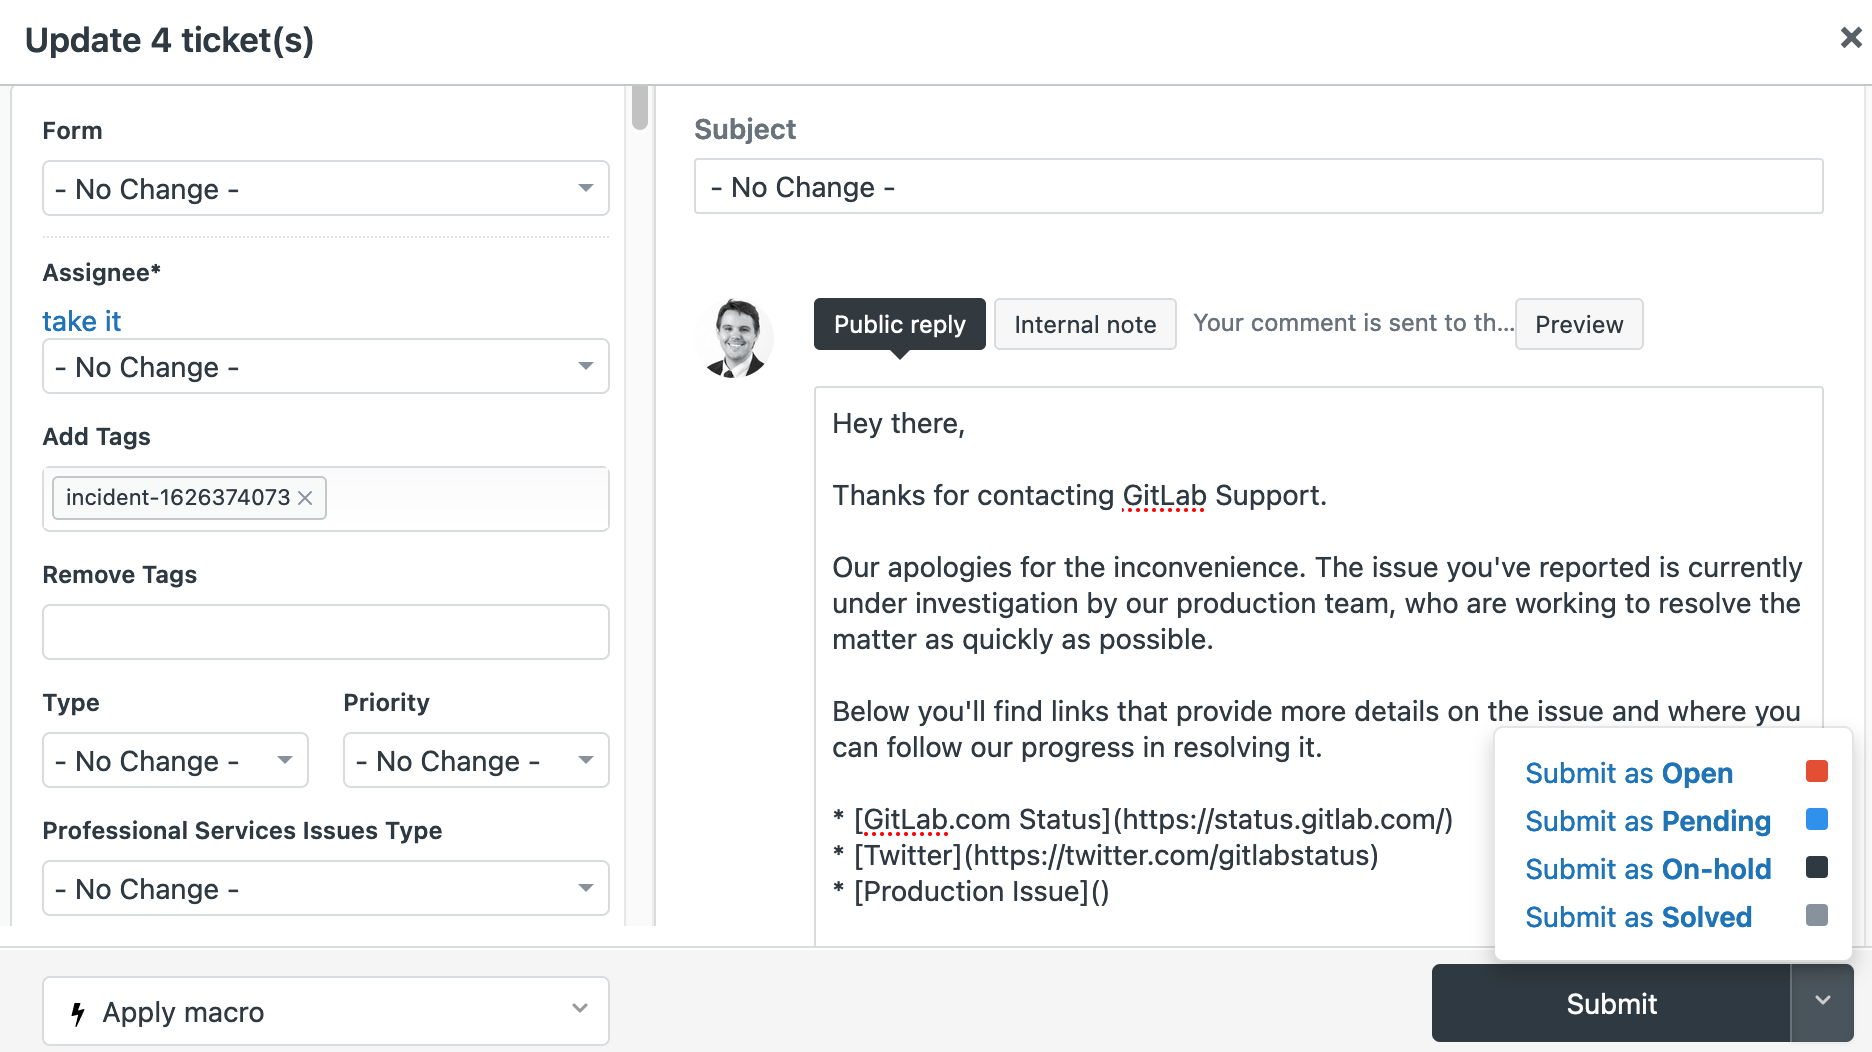 Update 4 ticket(s)
Form
- No Change -
Assignee*
take it
- No Change -
Add Tags
incident-1626374073
Remove Tags
Type
Priority
- No Change -
- No Change -
Professional Services Issues Type
- No Change -
Apply macro
Subject
- No Change -
Public reply
Internal note
Your comment is sent to th...
Preview
Hey there,
Thanks for contacting GitLab Support.
Our apologies for the inconvenience. The issue you've reported is currently
under investigation by our production team, who are working to resolve the
matter as quickly as possible.
Below you'll find links that provide more details on the issue and where you
can follow our progress in resolving it.
* [GitLab.com Status](https://status.gitlab.com/)
* [Twitter](https://twitter.com/gitlabstatus)
* [Production Issue]()
Submit as Open
Submit as Pending
Submit as On-hold
Submit as Solved
Submit